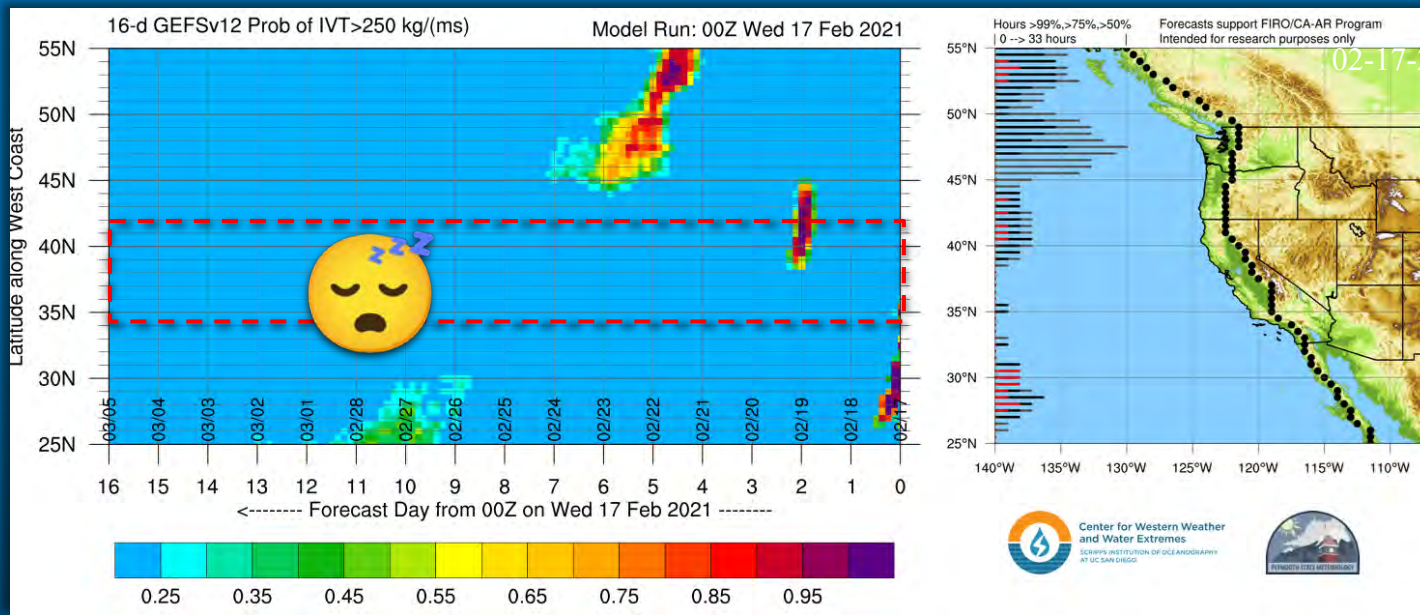 16-d GEFSv12 Prob of IVT>250 kg/(ms)
Model Run: 00Z Wed 17 Feb 2021
55N
50N
45N
40N
35N
30N
25N
Latitude along West Coast
03/05
03/04
03/03
03/02
03/01
02/28
02/27
02/26
02/25
02/24
02/23
02/22
02/21
02/20
02/19
02/18
02/17
16 15 14 13 12 11 10 9 8 7 6 5 4 3 2 1 0
<-------- Forecast Day from 00Z on Wed 17 Feb 2021 --------
0.25 0.35 0.45 0.55 0.65 0.75 0.85 0.95
z z z
Hours >99%,>75%,>50%
| 0 --> 33 hours |
Forecasts support FIRO/CA-AR Program
Intended for research purposes only
02-17-
55°N
50°N
45°N
40°N
35°N
30°N
25°N
140°W 135°W 130°W 125°W 120°W 115°W 110°W
Center for Western Weather
and Water Extremes
SCRIPPS INSTITUTION OF OCEANOGRAPHY
AT UC SAN DIEGO
PLYMOUTH STATE METEOROLOGY